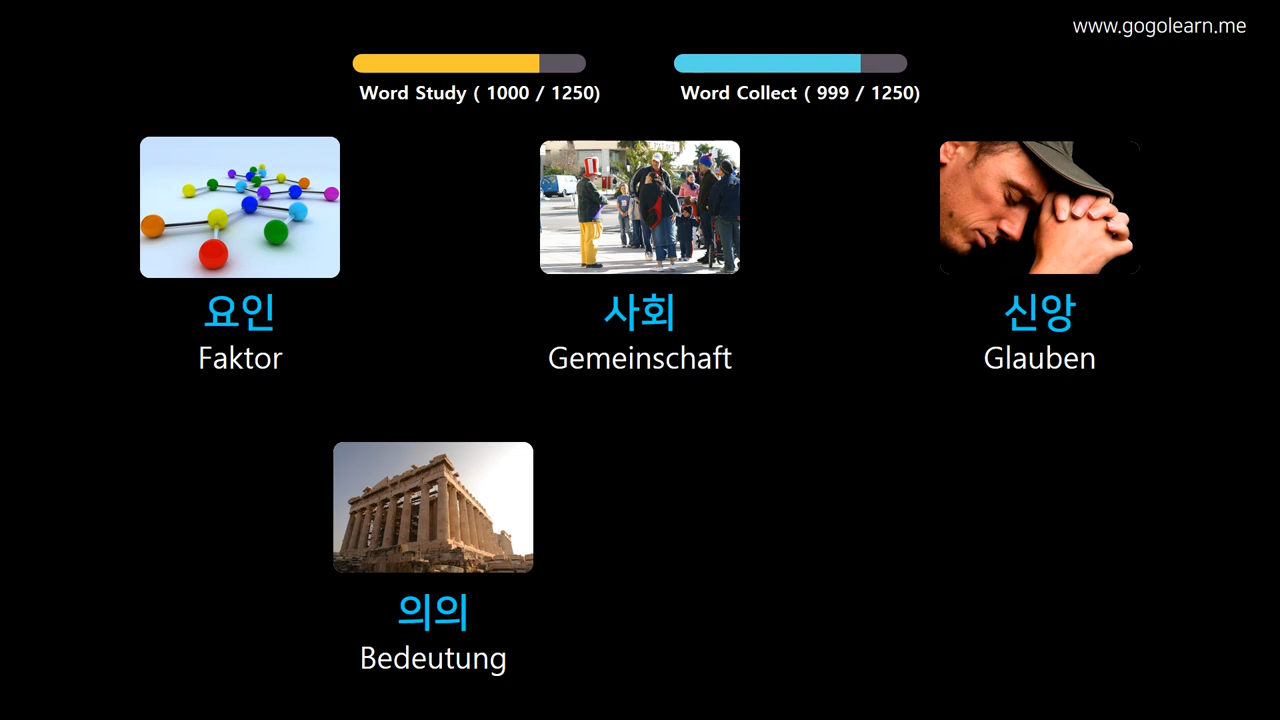 www.gogolearn.me
Word Study ( 1000 / 1250)
Word Collect ( 999 / 1250)
요인
Faktor
사회
Gemeinschaft
신앙
Glauben
의의
Bedeutung